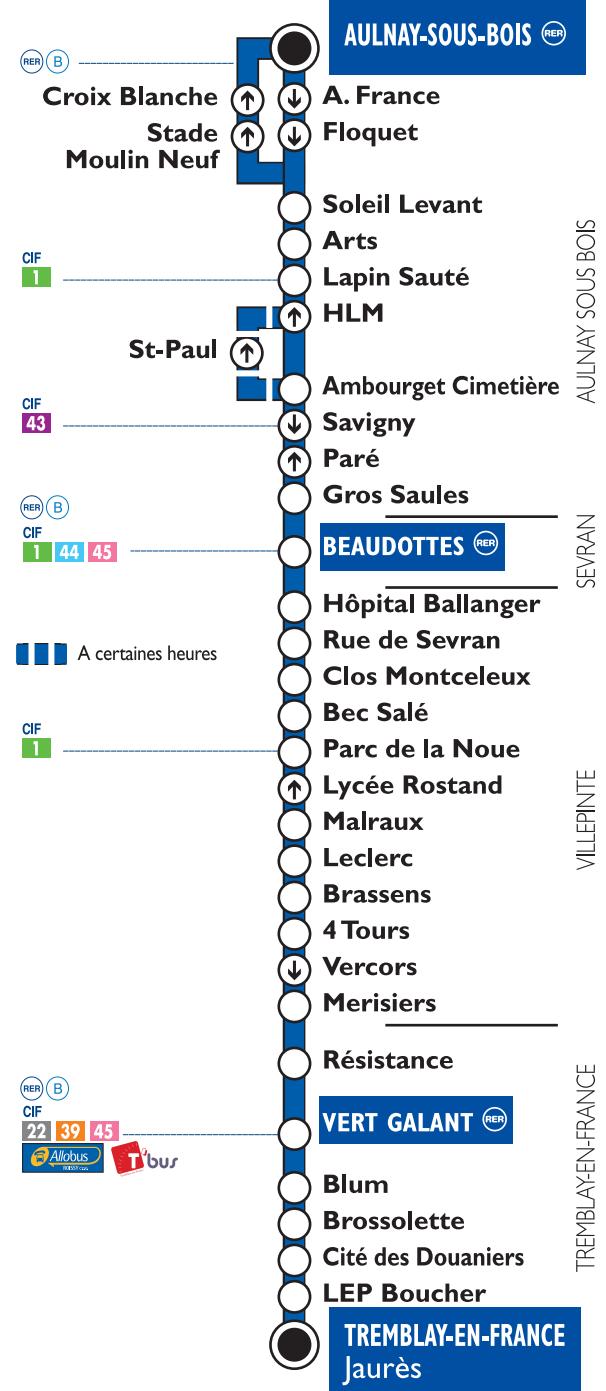 AULNAY-SOUS-BOIS RER
RER B
Croix Blanche
A. France
Stade
Moulin Neuf
Floquet
Soleil Levant
Arts
CIF
1
Lapin Sauté
HLM
St-Paul
Ambourget Cimetière
AULNAY SOUS BOIS
CIF
43
Savigny
Paré
Gros Saules
RER B
CIF
1 44 45
BEAUDOTTES RER
SEVRAN
Hôpital Ballanger
Rue de Sevran
A certaines heures
Clos Montceleux
Bec Salé
CIF
1
Parc de la Noue
Lycée Rostand
Malraux
Leclerc
Brassens
4 Tours
Vercors
Merisiers
VILLEPINTE
Résistance
RER B
CIF
22 39 45
Allobus
T'bus
VERT GALANT RER
Blum
Brossolette
Cité des Douaniers
LEP Boucher
TREMBLAY-EN-FRANCE
TREMBLAY-EN-FRANCE
Jaurès